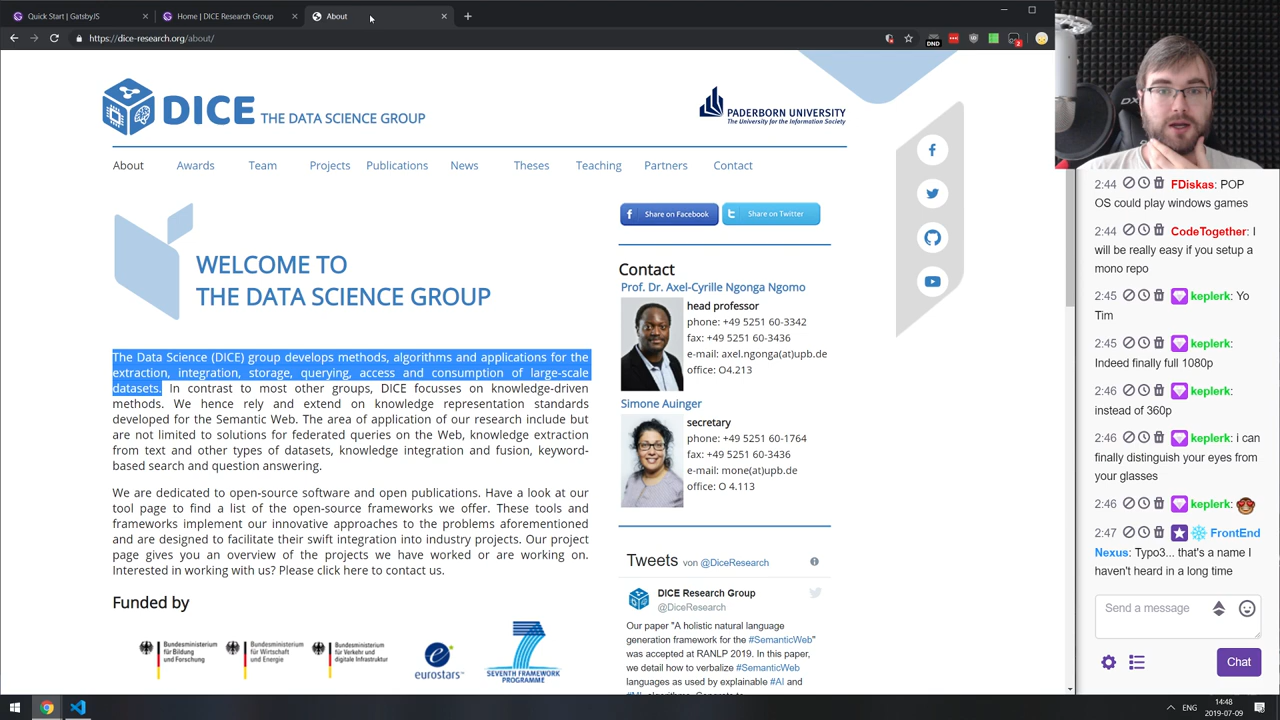 Quick Start | GatsbyJS
Home | DICE Research Group
About
https://dice-research.org/about/
DND
2
DICE THE DATA SCIENCE GROUP
PADERBORN UNIVERSITY
The University for the Information Society
About Awards Team Projects Publications News Theses Teaching Partners Contact
WELCOME TO
THE DATA SCIENCE GROUP
The Data Science (DICE) group develops methods, algorithms and applications for the
extraction, integration, storage, querying, access and consumption of large-scale
datasets. In contrast to most other groups, DICE focusses on knowledge-driven
methods. We hence rely and extend on knowledge representation standards
developed for the Semantic Web. The area of application of our research include but
are not limited to solutions for federated queries on the Web, knowledge extraction
from text and other types of datasets, knowledge integration and fusion, keyword-
based search and question answering.
We are dedicated to open-source software and open publications. Have a look at our
tool page to find a list of the open-source frameworks we offer. These tools and
frameworks implement our innovative approaches to the problems aforementioned
and are designed to facilitate their swift integration into industry projects. Our project
page gives you an overview of the projects we have worked or are working on.
Interested in working with us? Please click here to contact us.
Funded by
Bundesministerium
für Bildung
und Forschung
Bundesministerium
für Wirtschaft
und Energie
Bundesministerium
für Verkehr und
digitale Infrastruktur
eurostars
SEVENTH FRAMEWORK
PROGRAMME
Share on Facebook
Share on Twitter
Contact
Prof. Dr. Axel-Cyrille Ngonga Ngomo
head professor
phone: +49 5251 60-3342
fax: +49 5251 60-3436
e-mail: axel.ngonga(at)upb.de
office: O4.213
Simone Auinger
secretary
phone: +49 5251 60-1764
fax: +49 5251 60-3436
e-mail: mone(at)upb.de
office: O 4.113
Tweets von @DiceResearch
DICE Research Group
@DiceResearch
Our paper "A holistic natural language
generation framework for the #SemanticWeb"
was accepted at RANLP 2019. In this paper,
we detail how to verbalize #SemanticWeb
languages as used by explainable #AI and
2:44 FDiskas: POP
OS could play windows games
2:44 CodeTogether: I
will be really easy if you setup a
mono repo
2:45 keplerk: Yo
Tim
2:45 keplerk:
Indeed finally full 1080p
2:46 keplerk:
instead of 360p
2:46 keplerk: i can
finally distinguish your eyes from
your glasses
2:46 keplerk:
2:47 FrontEnd
Nexus: Typo3... that's a name I
haven't heard in a long time
Send a message
Chat
ENG
14:48
2019-07-09